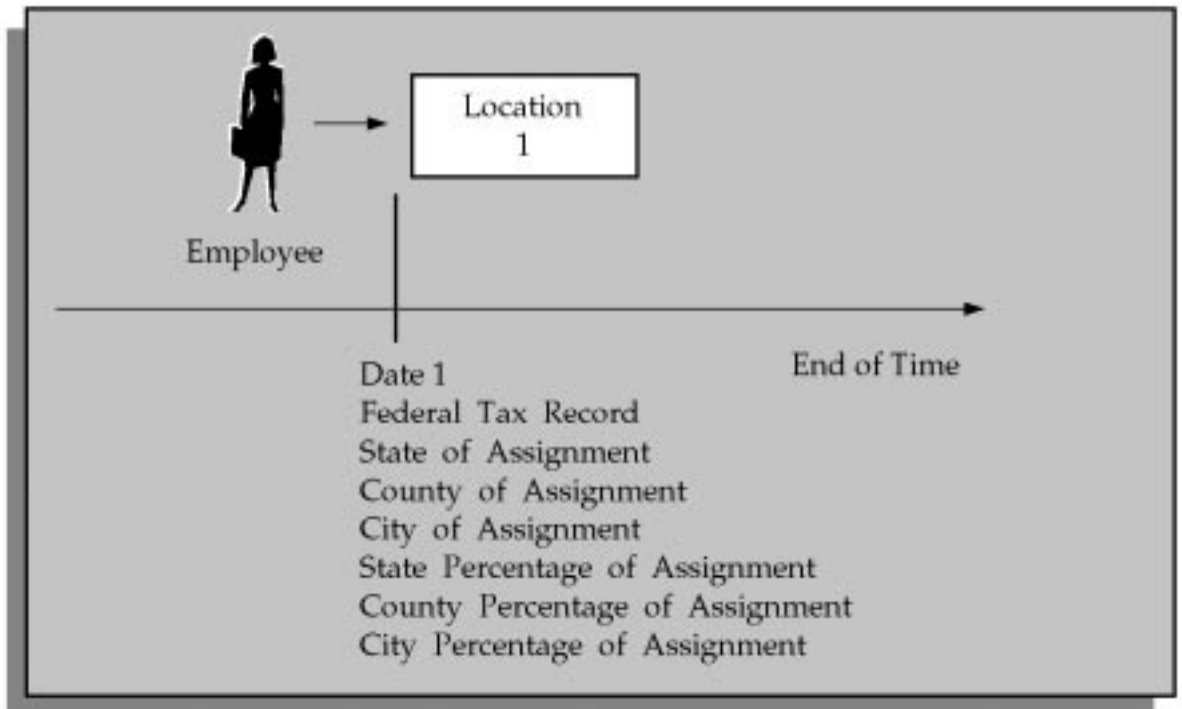 Location
1
Employee
End of Time
Date 1
Federal Tax Record
State of Assignment
County of Assignment
City of Assignment
State Percentage of Assignment
County Percentage of Assignment
City Percentage of Assignment